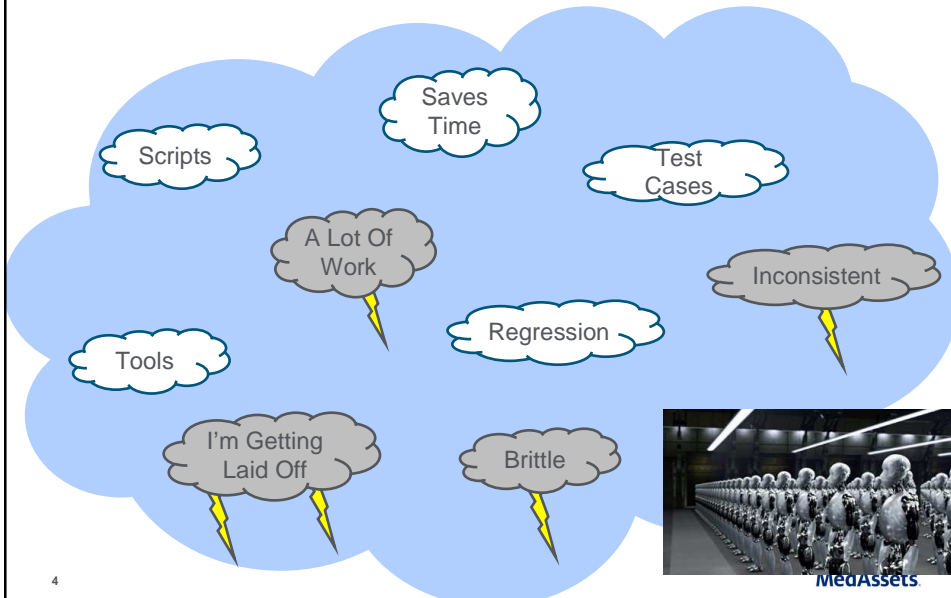 Saves
Time
Scripts
Test
Cases
A Lot Of
Work
Inconsistent
Regression
Tools
I'm Getting
Laid Off
Brittle
4
MedAssets